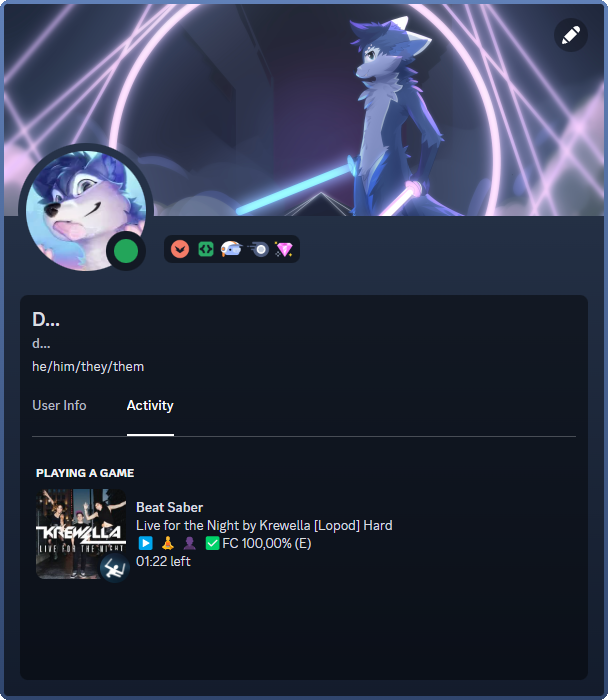 D...
d...
he/him/they/them
User Info
Activity
PLAYING A GAME
KREWELLA
LIVE FOR THE NIGHT
Beat Saber
Live for the Night by Krewella [Lopod] Hard
▶️ 🧘 👤 ✅ FC 100,00% (E)
01:22 left